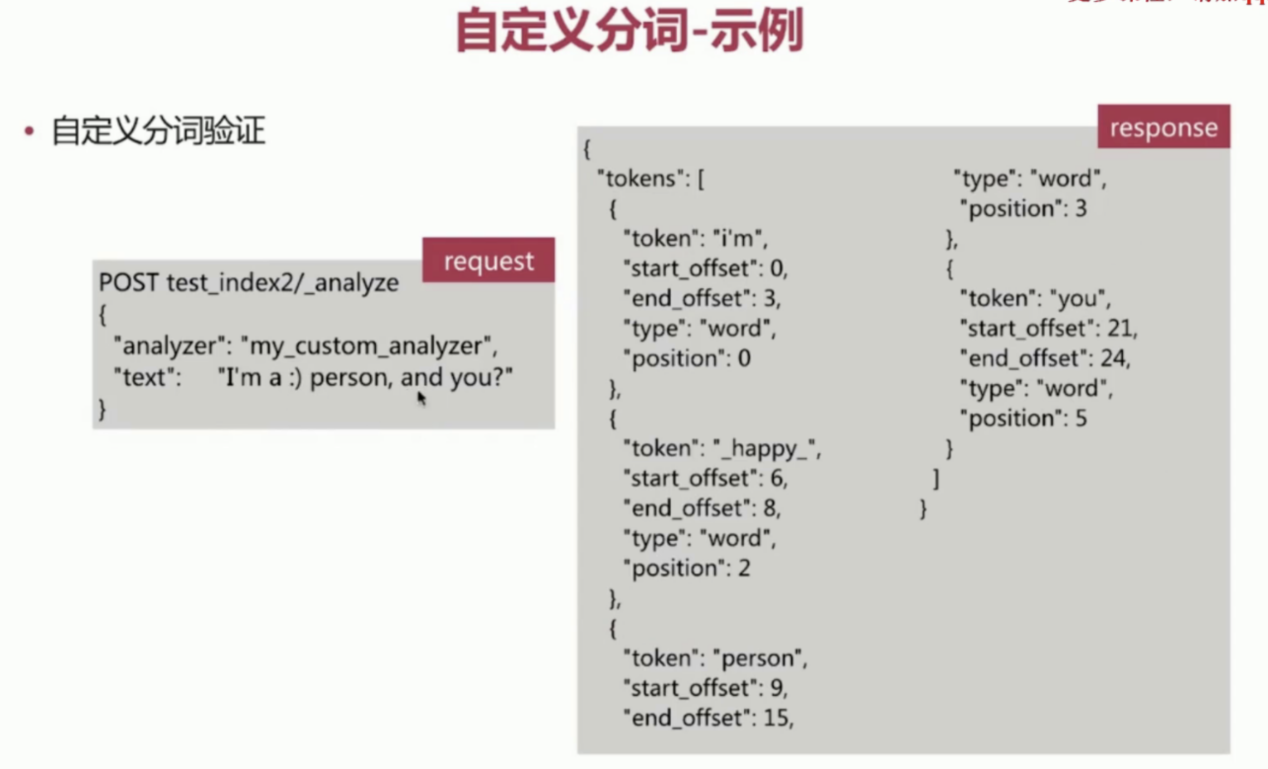 自定义分词-示例
• 自定义分词验证
request
POST test_index2/_analyze
{
"analyzer": "my_custom_analyzer",
"text": "I'm a :) person, and you?"
}
response
{
"tokens": [
{
"token": "i'm",
"start_offset": 0,
"end_offset": 3,
"type": "word",
"position": 0
},
{
"token": "_happy_",
"start_offset": 6,
"end_offset": 8,
"type": "word",
"position": 2
},
{
"token": "person",
"start_offset": 9,
"end_offset": 15,
"type": "word",
"position": 3
},
{
"token": "you",
"start_offset": 21,
"end_offset": 24,
"type": "word",
"position": 5
}
]
}